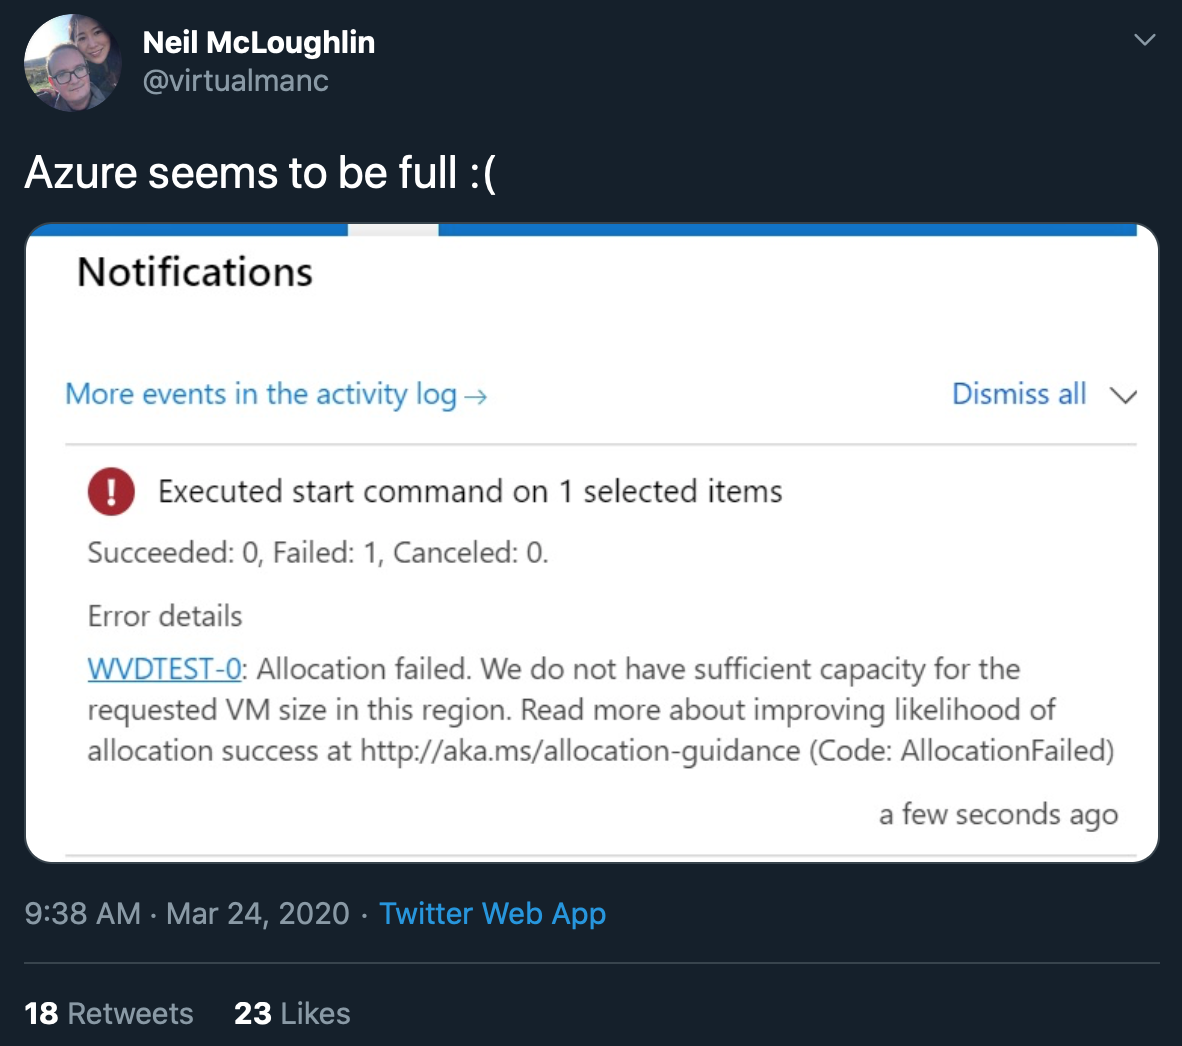 Neil McLoughlin
@virtualmanc
Azure seems to be full :(
Notifications
More events in the activity log →
Dismiss all
Executed start command on 1 selected items
Succeeded: 0, Failed: 1, Canceled: 0.
Error details
WVDTEST-0: Allocation failed. We do not have sufficient capacity for the
requested VM size in this region. Read more about improving likelihood of
allocation success at http://aka.ms/allocation-guidance (Code: AllocationFailed)
a few seconds ago
9:38 AM · Mar 24, 2020 · Twitter Web App
18 Retweets 23 Likes